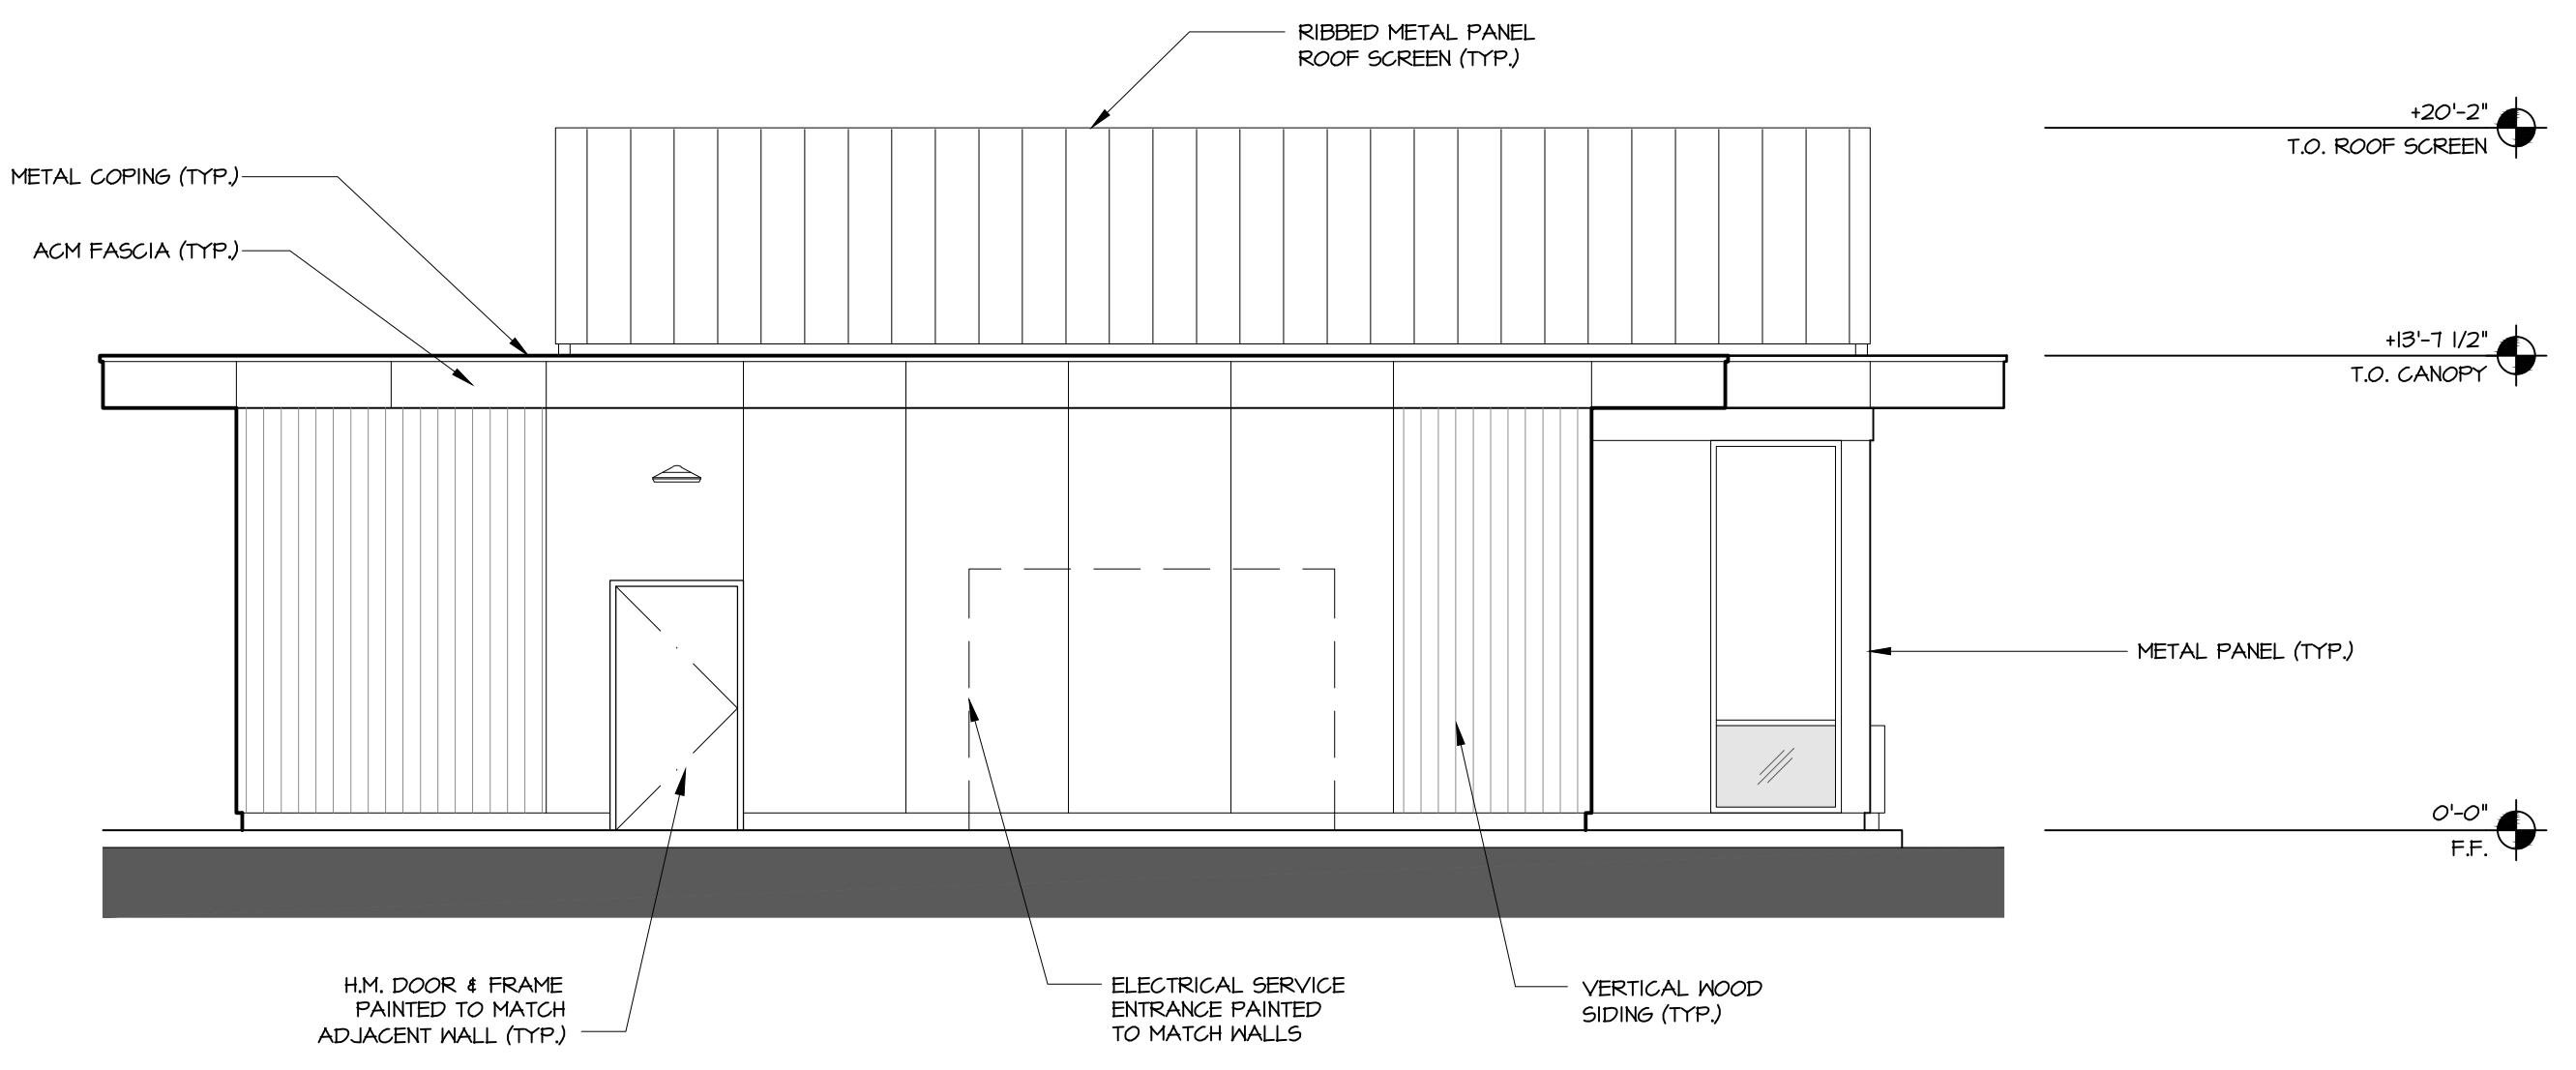 RIBBED METAL PANEL
ROOF SCREEN (TYP.)
+20'-2"
T.O. ROOF SCREEN
METAL COPING (TYP.)
ACM FASCIA (TYP.)
+13'-7 1/2"
T.O. CANOPY
METAL PANEL (TYP.)
0'-0"
F.F.
H.M. DOOR & FRAME
PAINTED TO MATCH
ADJACENT WALL (TYP.)
ELECTRICAL SERVICE
ENTRANCE PAINTED
TO MATCH WALLS
VERTICAL WOOD
SIDING (TYP.)